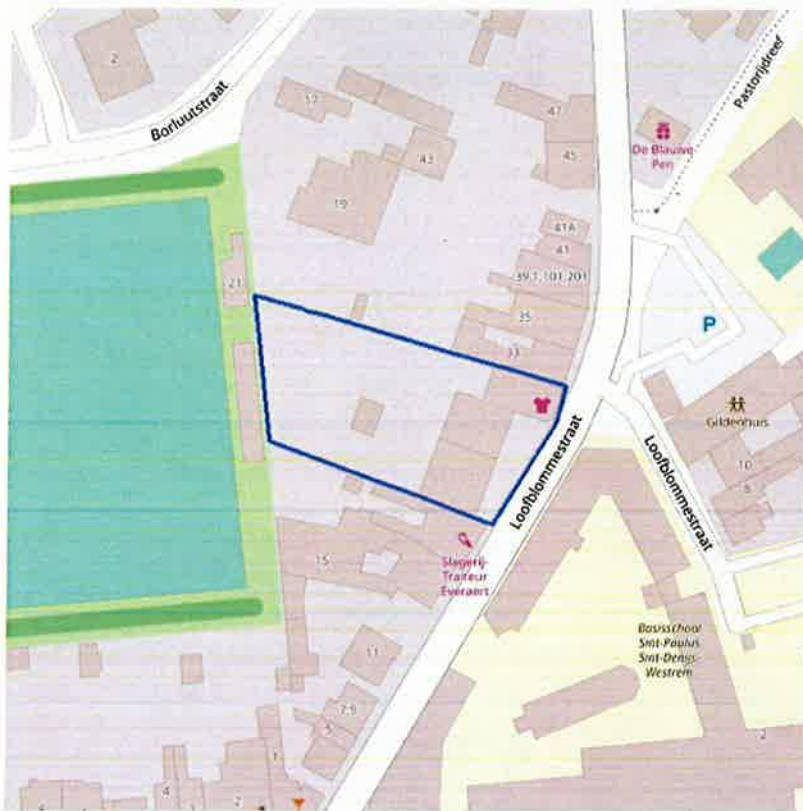 2
Borluutstraat
17
43
19
47
45
De Blauwe
Pen
Pastorijdreef
41A
41
39.1,101,201
35
33
21
P
Gildenhuis
10
8
Loofblommestraat
Loofblommestraat
Slagerij-
Traiteur
Everaert
15
11
7;9
5
1
Basisschool
Sint-Paulus
Sint-Denijs-
Westrem
2
4
2